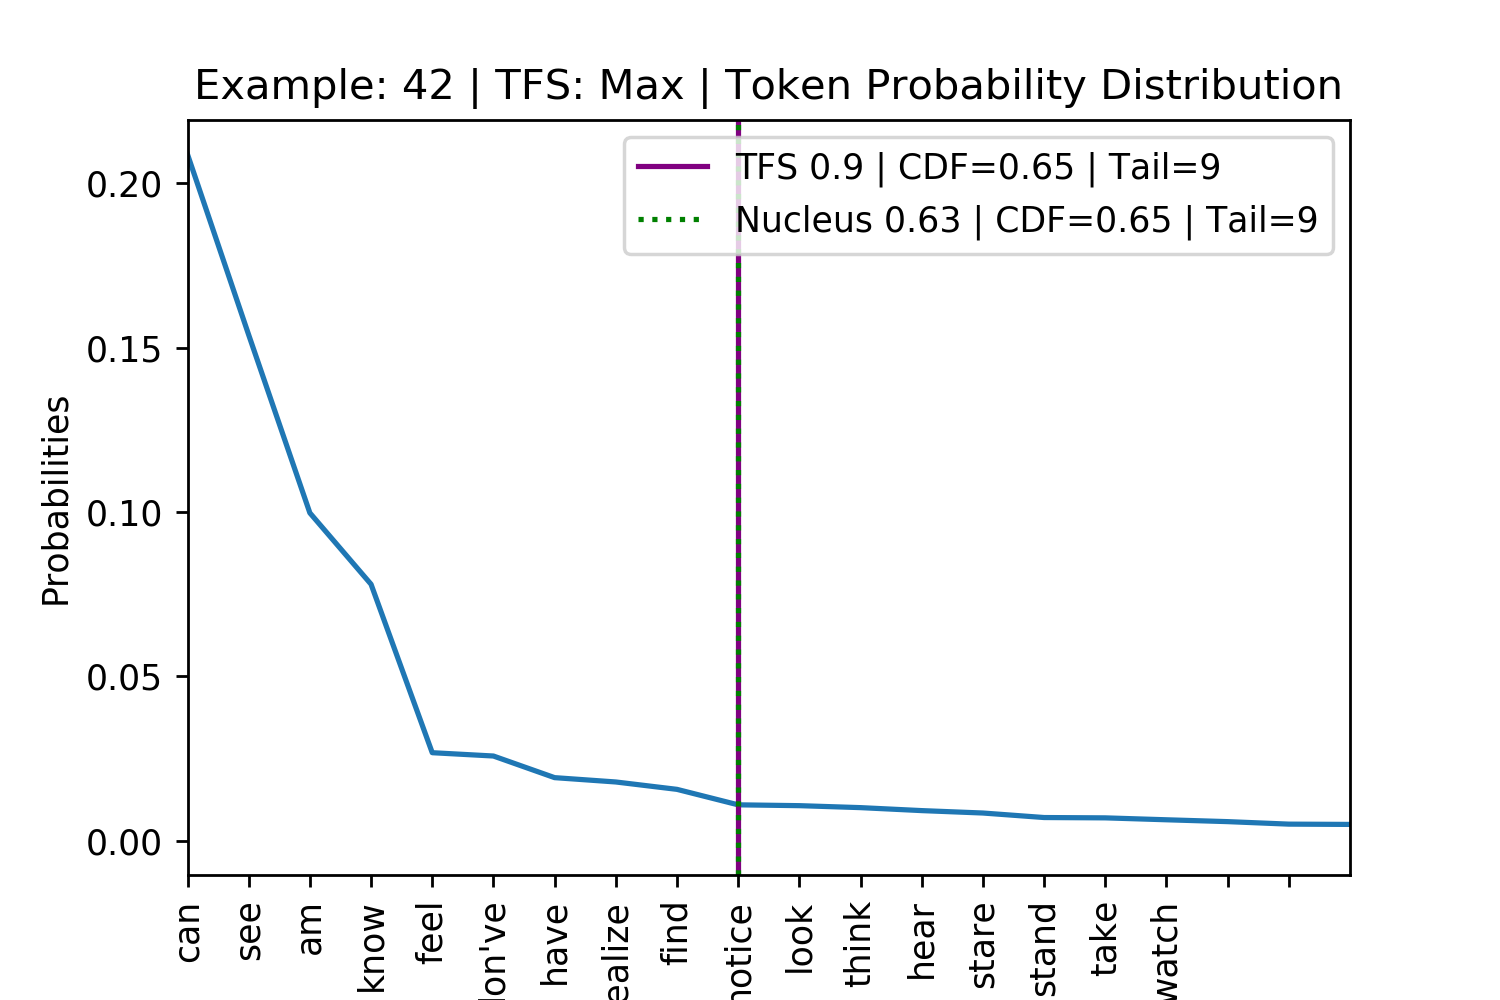 Example: 42 | TFS: Max | Token Probability Distribution
TFS 0.9 | CDF=0.65 | Tail=9
Nucleus 0.63 | CDF=0.65 | Tail=9
Probabilities
0.20
0.15
0.10
0.05
0.00
can
see
am
know
feel
lon've
have
ealize
find
notice
look
think
hear
stare
stand
take
watch